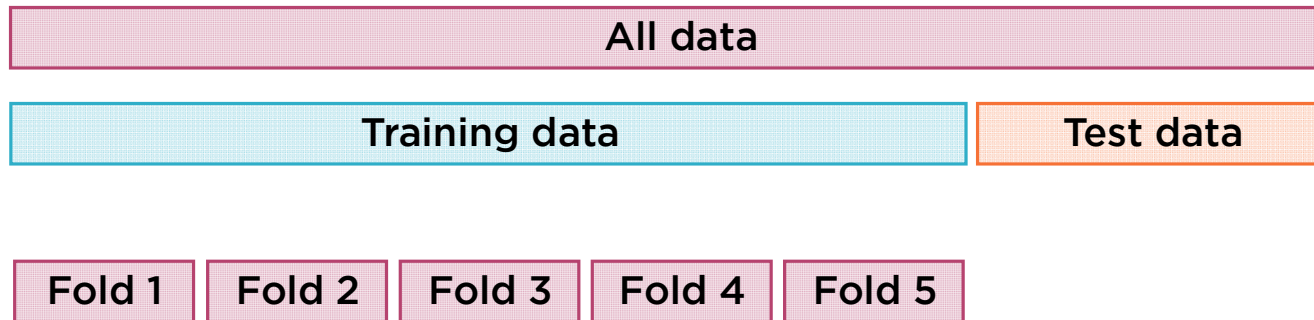 All data
Training data Test data
Fold 1 Fold 2 Fold 3 Fold 4 Fold 5